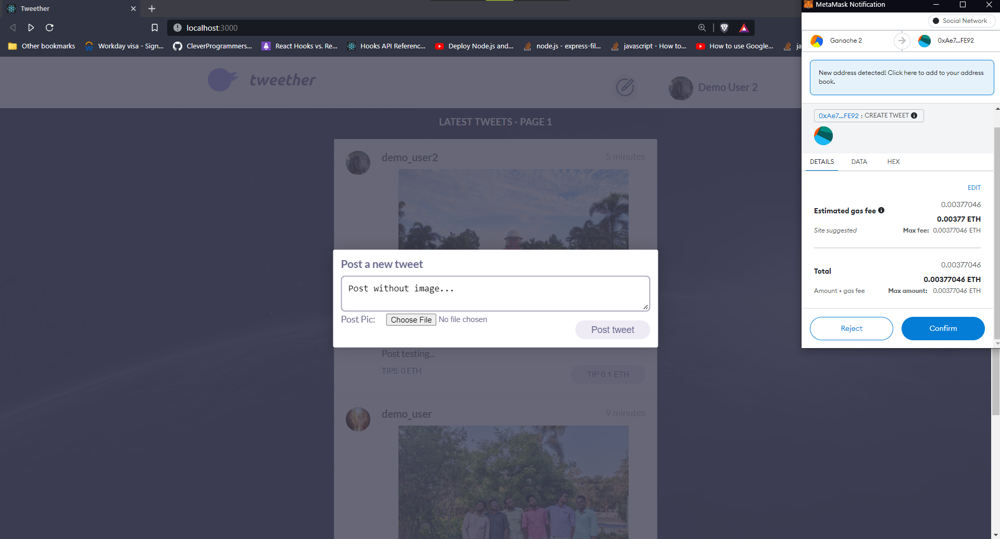 Tweether
MetaMask Notification
localhost:3000
Social Network
Other bookmarks
Workday visa - Sign...
CleverProgrammers...
React Hooks vs. Re...
Hooks API Referenc...
Deploy Node.js and...
node.js - express-fil...
javascript - How to...
How to use Google...
ja
Ganache 2
0xAe7...FE92
New address detected! Click here to add to your address
book.
tweether
Demo User 2
0xAe7...FE92 : CREATE TWEET
LATEST TWEETS - PAGE 1
DETAILS
DATA
HEX
demo_user2
5 minutes
EDIT
0.00377046
Estimated gas fee
0.00377 ETH
Site suggested
Max fee: 0.00377046 ETH
0.00377046
Total
0.00377046 ETH
Amount + gas fee
Max amount: 0.00377046 ETH
Reject
Confirm
Post a new tweet
Post without image...
Post Pic:
Choose File
No file chosen
Post tweet
Post testing...
TIPS: 0 ETH
TIP 0.1 ETH
demo_user
9 minutes